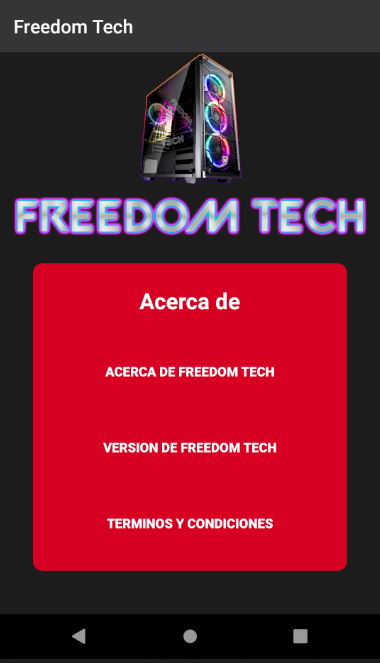 Freedom Tech
FREEDOM TECH
Acerca de
ACERCA DE FREEDOM TECH
VERSION DE FREEDOM TECH
TERMINOS Y CONDICIONES